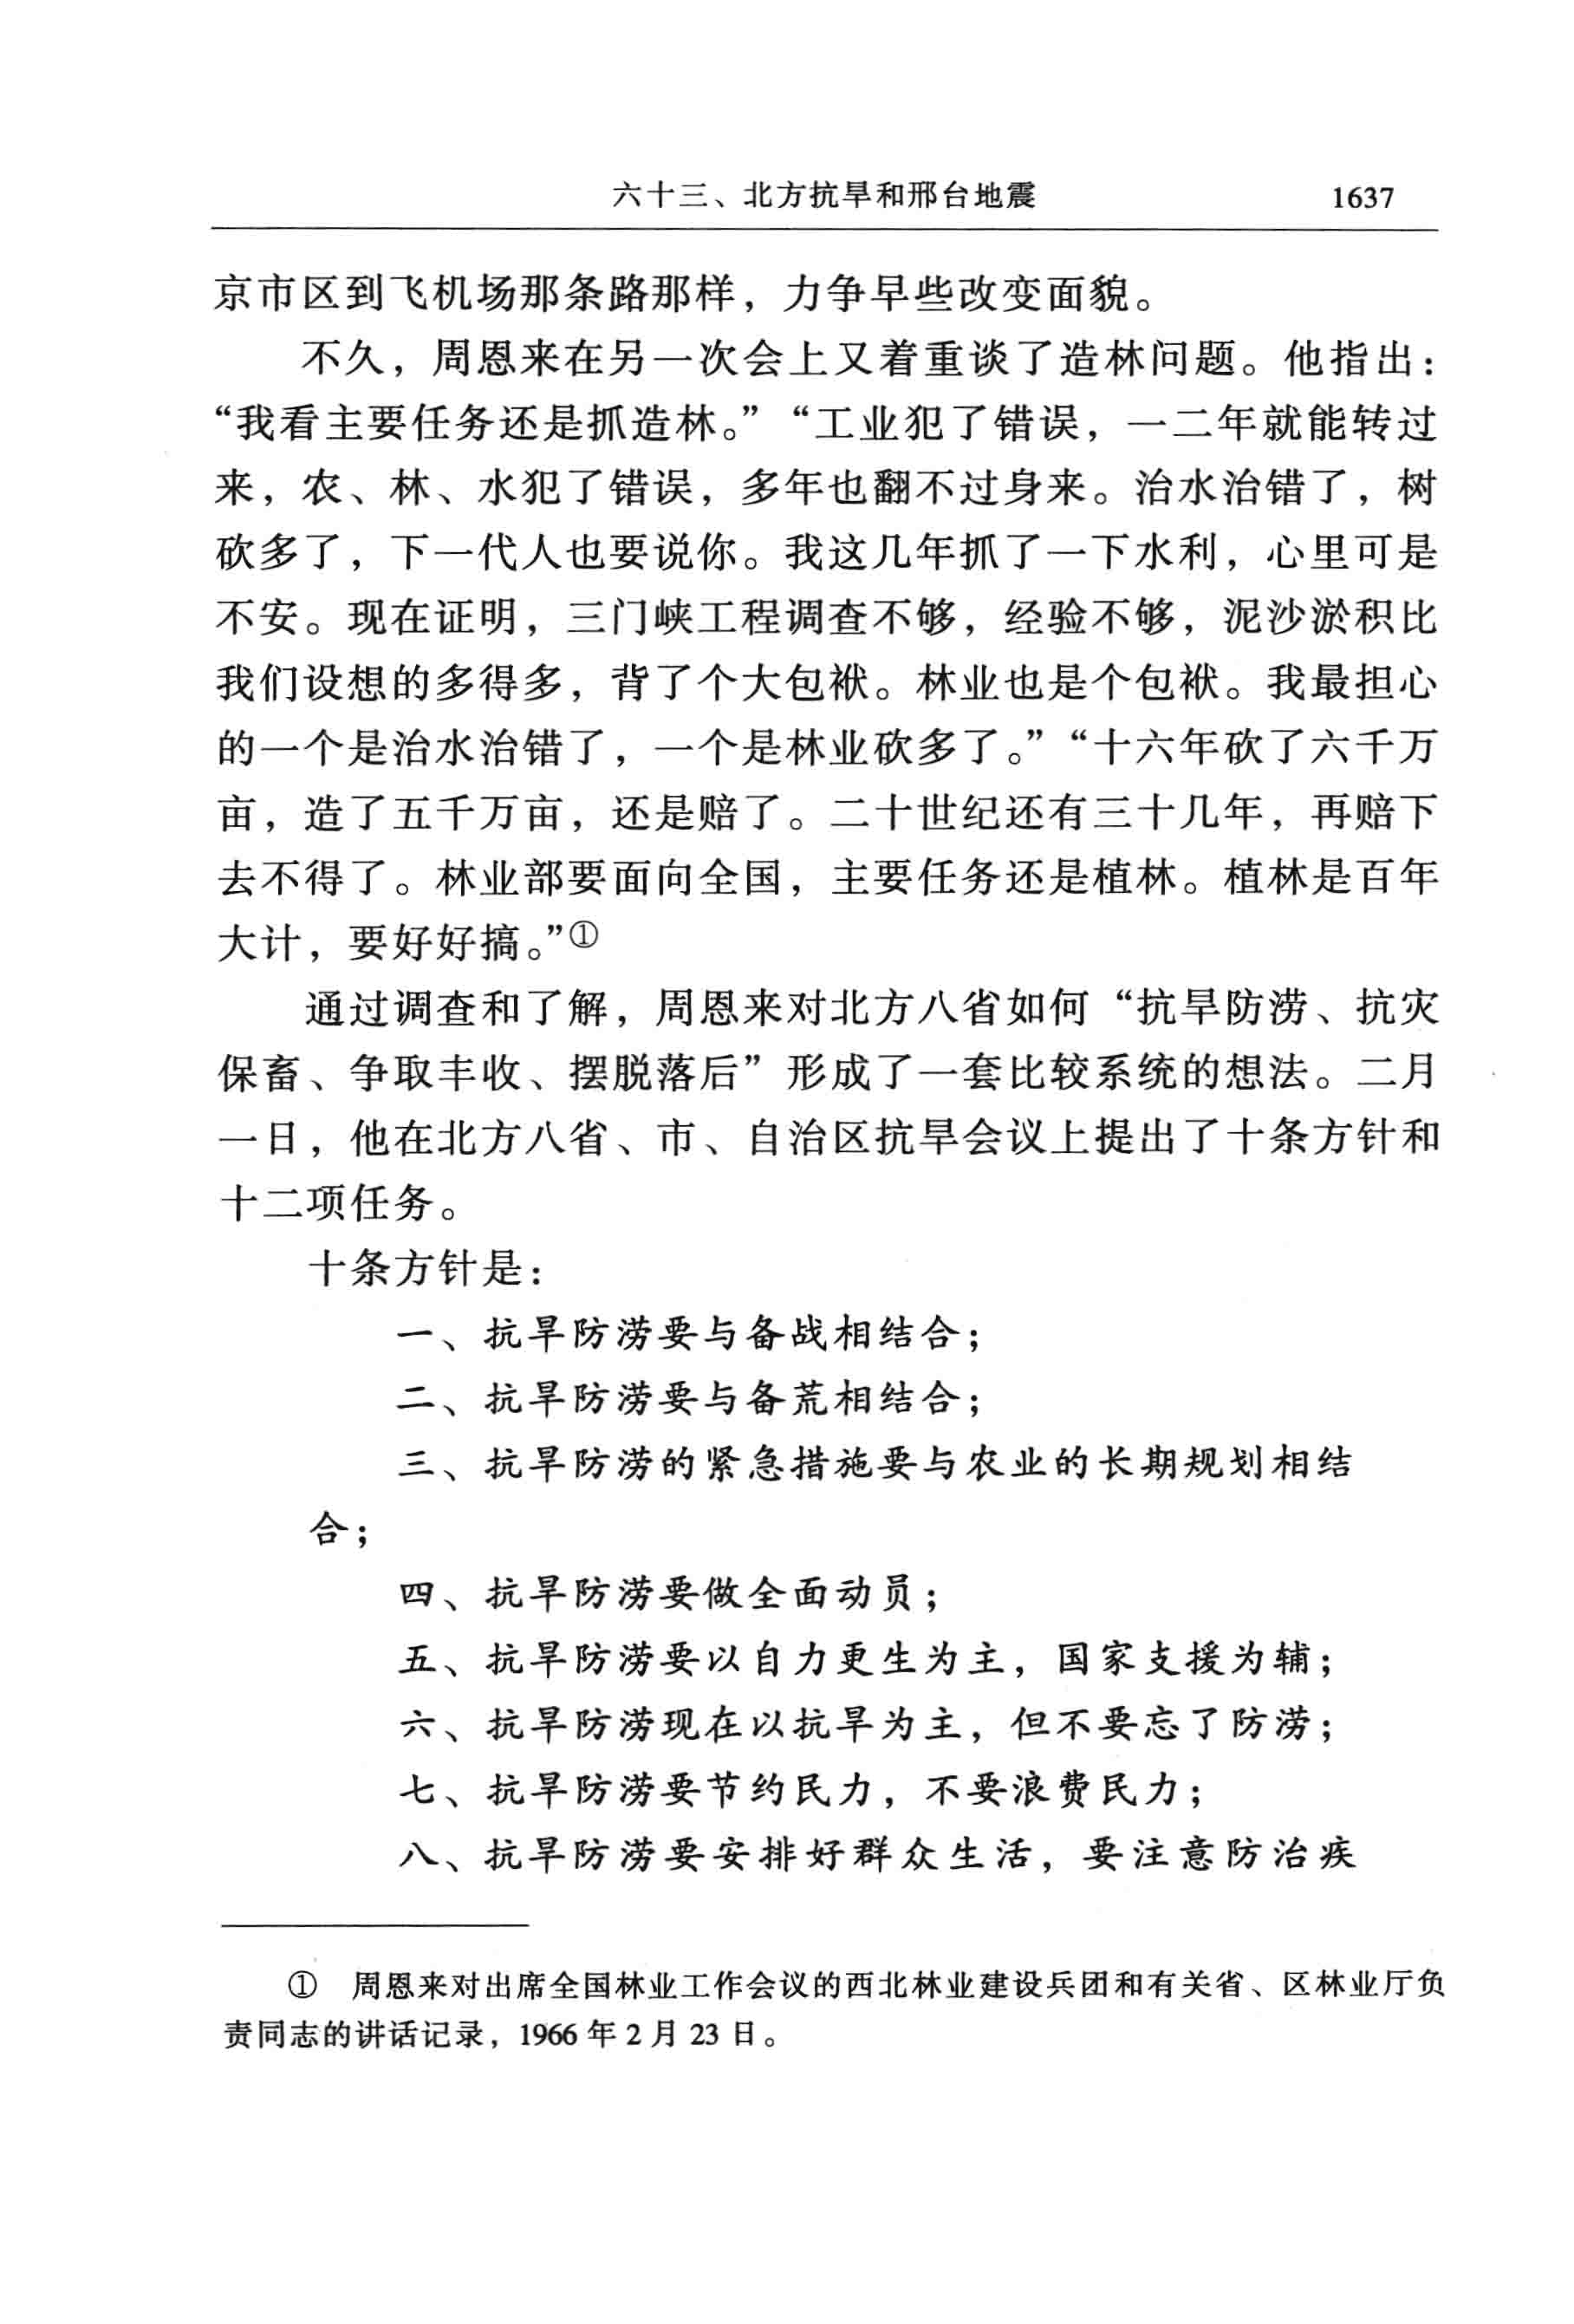 六十三、北方抗旱和邢台地震 1637
京市区到飞机场那条路那样，力争早些改变面貌。
不久，周恩来在另一次会上又着重谈了造林问题。他指出：
“我看主要任务还是抓造林。”“工业犯了错误，一二年就能转过
来，农、林、水犯了错误，多年也翻不过身来。治水治错了，树
砍多了，下一代人也要说你。我这几年抓了一下水利，心里可是
不安。现在证明，三门峡工程调查不够，经验不够，泥沙淤积比
我们设想的多得多，背了个大包袱。林业也是个包袱。我最担心
的一个是治水治错了，一个是林业砍多了。”“十六年砍了六千万
亩，造了五千万亩，还是赔了。二十世纪还有三十几年，再赔下
去不得了。林业部要面向全国，主要任务还是植林。植林是百年
大计，要好好搞。”①
通过调查和了解，周恩来对北方八省如何“抗旱防涝、抗灾
保畜、争取丰收、摆脱落后”形成了一套比较系统的想法。二月
一日，他在北方八省、市、自治区抗旱会议上提出了十条方针和
十二项任务。
十条方针是：
一、抗旱防涝要与备战相结合；
二、抗旱防涝要与备荒相结合；
三、抗旱防涝的紧急措施要与农业的长期规划相结
合；
四、抗旱防涝要做全面动员；
五、抗旱防涝要以自力更生为主，国家支援为辅；
六、抗旱防涝现在以抗旱为主，但不要忘了防涝；
七、抗旱防涝要节约民力，不要浪费民力；
八、抗旱防涝要安排好群众生活，要注意防治疾
① 周恩来对出席全国林业工作会议的西北林业建设兵团和有关省、区林业厅负
责同志的讲话记录，1966 年 2 月 23 日。